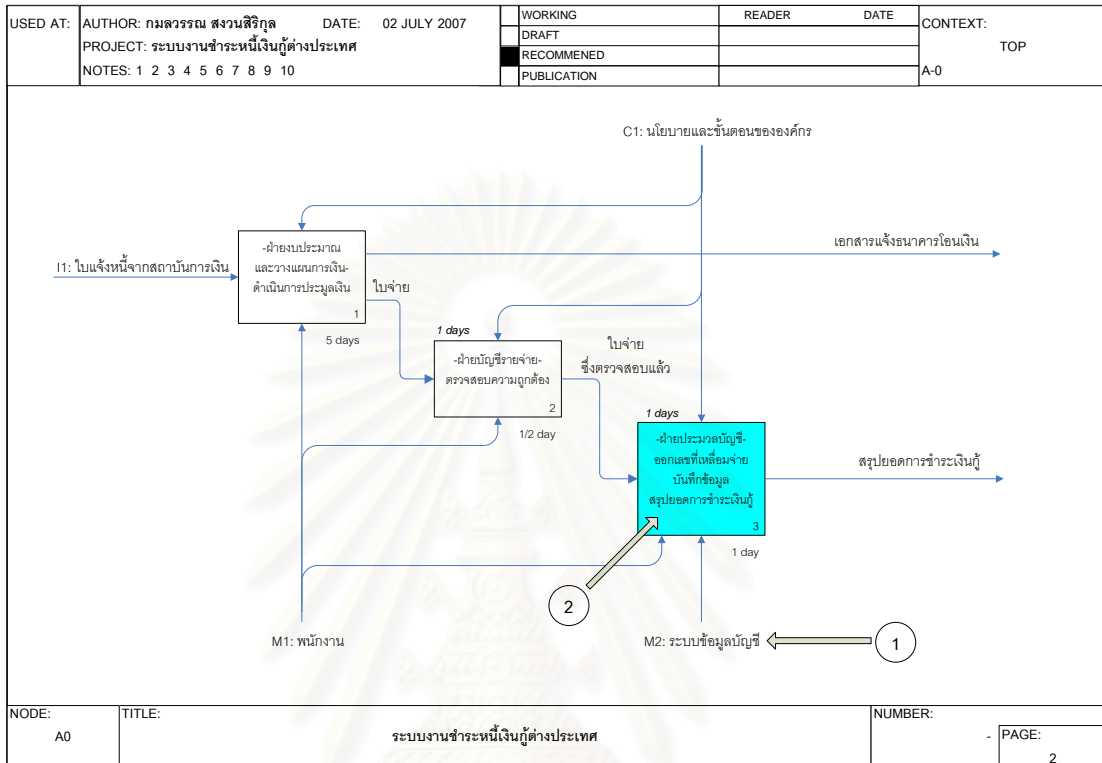 USED AT:
AUTHOR: กมลวรรณ สงวนสิริกุล DATE: 02 JULY 2007
PROJECT: ระบบงานชำระหนี้เงินกู้ต่างประเทศ
NOTES: 1 2 3 4 5 6 7 8 9 10
WORKING READER DATE
DRAFT
RECOMMENED
PUBLICATION
CONTEXT:
TOP
A-0
C1: นโยบายและขั้นตอนขององค์กร
I1: ใบแจ้งหนี้จากสถาบันการเงิน
-ฝ่ายงบประมาณ
และวางแผนการเงิน-
ดำเนินการประมูลเงิน
1
5 days
เอกสารแจ้งธนาคารโอนเงิน
ใบจ่าย
1 days
-ฝ่ายบัญชีรายจ่าย-
ตรวจสอบความถูกต้อง
2
1/2 day
ใบจ่าย
ซึ่งตรวจสอบแล้ว
1 days
-ฝ่ายประมวลบัญชี-
ออกเลขที่เหลื่อมจ่าย
บันทึกข้อมูล
สรุปยอดการชำระเงินกู้
3
1 day
สรุปยอดการชำระเงินกู้
2
M1: พนักงาน
M2: ระบบข้อมูลบัญชี
1
NODE:
A0
TITLE:
ระบบงานชำระหนี้เงินกู้ต่างประเทศ
NUMBER:
-
PAGE:
2